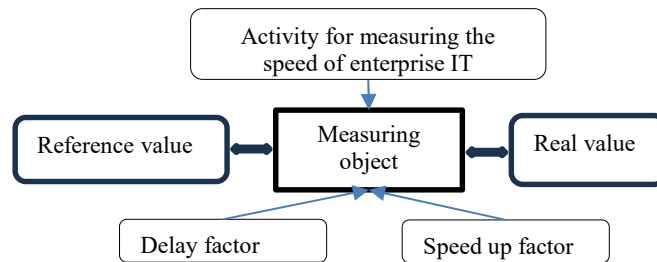 Activity for measuring the
speed of enterprise IT
Reference value
Measuring
object
Real value
Delay factor
Speed up factor